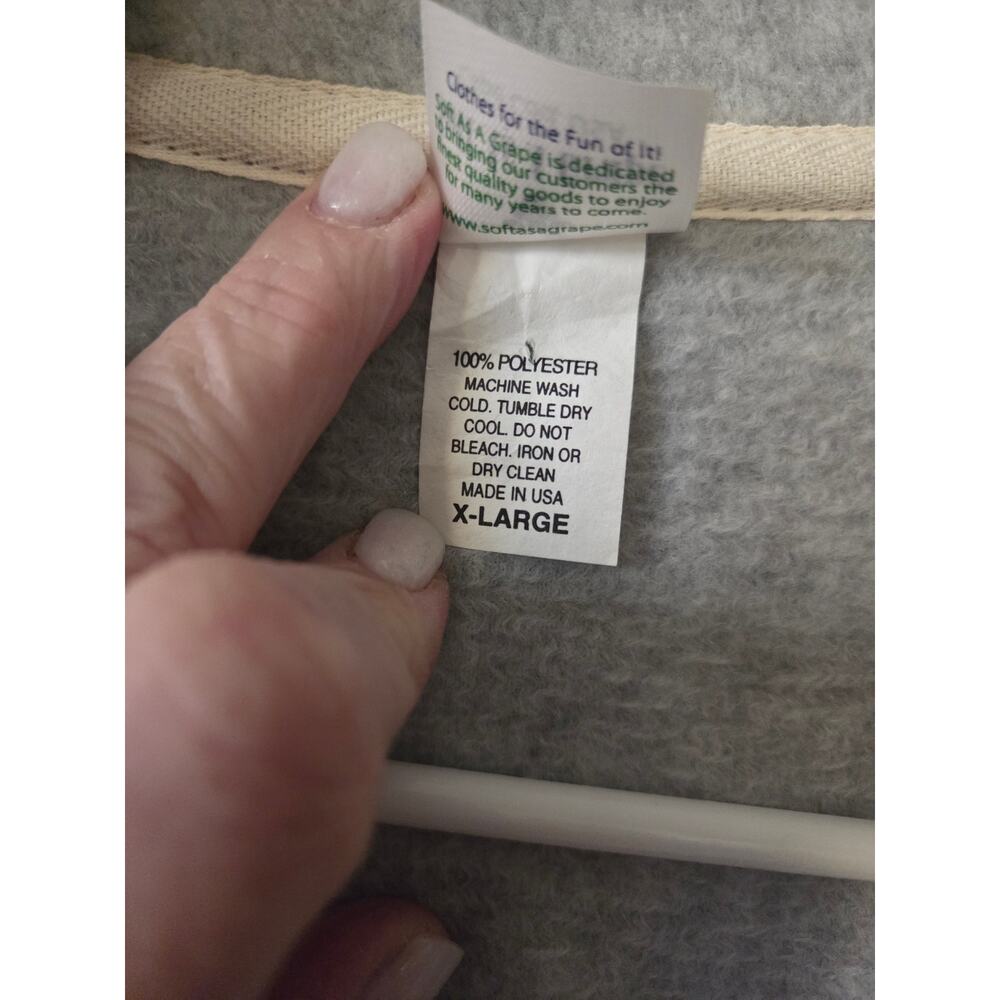 Clothes for the Fun of It!
Soft As A Grape is dedicated
to bringing our customers the
finest quality goods to enjoy
for many years to come.
www.softasagrape.com
100% POLYESTER
MACHINE WASH
COLD. TUMBLE DRY
COOL. DO NOT
BLEACH. IRON OR
DRY CLEAN
MADE IN USA
X-LARGE